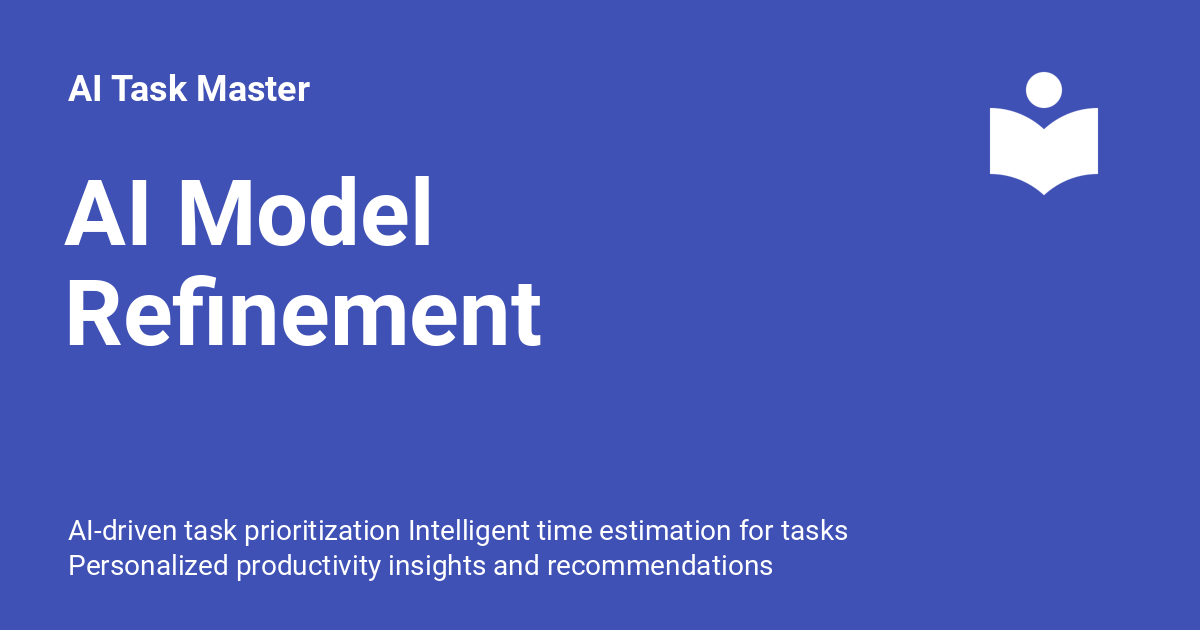 AI Task Master
AI Model
Refinement
AI-driven task prioritization Intelligent time estimation for tasks
Personalized productivity insights and recommendations